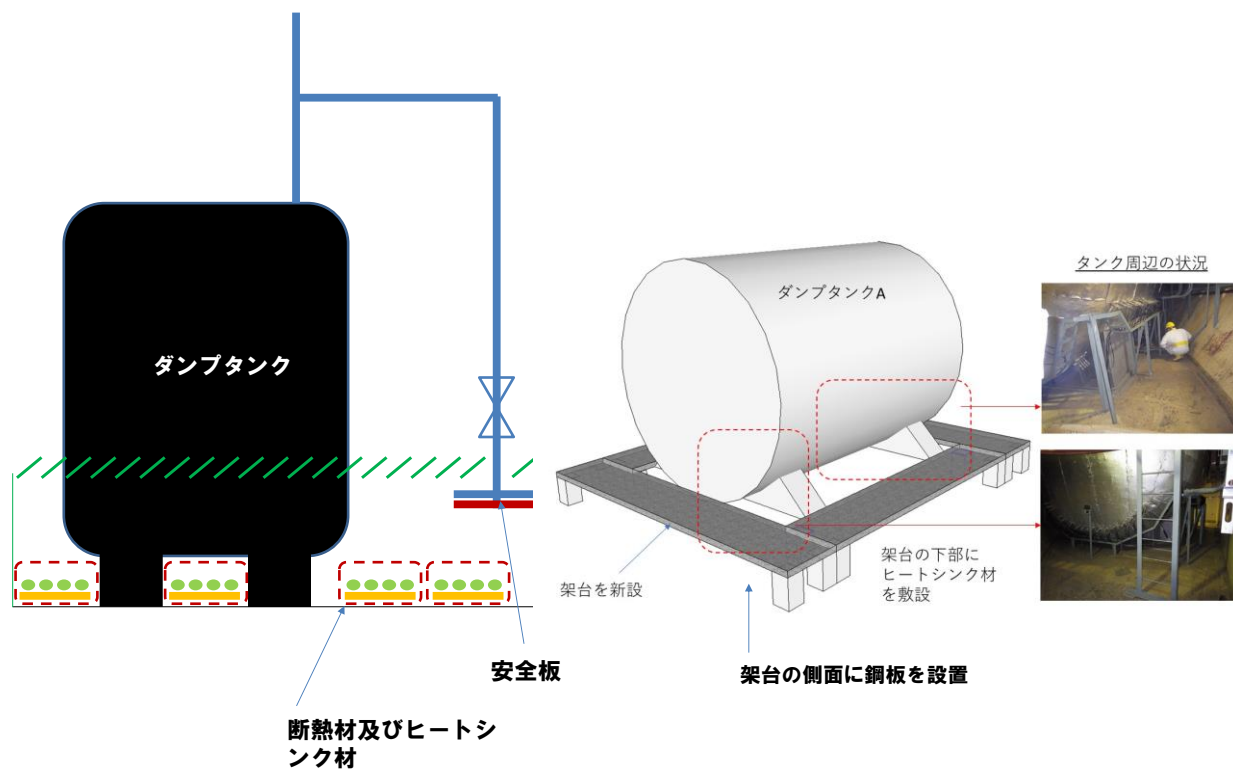 ダンプタンク
安全板
断熱材及びヒートシ
ンク材
ダンプタンクA
架台を新設
架台の下部に
ヒートシンク材
を敷設
架台の側面に鋼板を設置
タンク周辺の状況